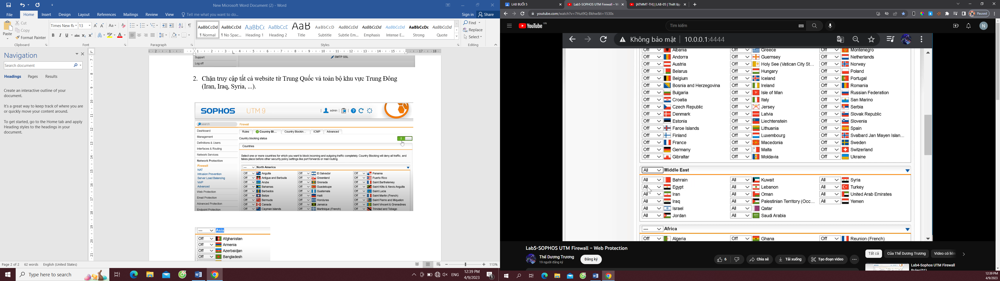 New Microsoft Word Document (2) - Word
File Home Insert Design Layout References Mailings Review View Tell me what you want to do... Sign in Share
Paste
Cut
Copy
Format Painter
Clipboard
Times New Ro 13
Font
Paragraph
AaBbCcDd AaBbCcDd AaBbCc AaBbCcD AaB AaBbCcD AaBbCcDd AaBbCcDd AaBbCcDd AaBbCcDc AaBbCcDd
¶ Normal ¶ No Spac... Heading 1 Heading 2 Title Subtitle Subtle Em... Emphasis Intense E... Strong Quote
Styles
Find
Replace
Select
Editing
Navigation
Search document
Headings Pages Results
Create an interactive outline of your
document.
It's a great way to keep track of where you are
or quickly move your content around.
To get started, go to the Home tab and apply
Heading styles to the headings in your
document.
Support
Log off
SMTP SSL
2. Chặn truy cập tất cả website từ Trung Quốc và toàn bộ khu vực Trung Đông
(Iran, Iraq, Syria, ...).
SOPHOS UTM 9 admin
search
Firewall
Dashboard
Management
Definitions & Users
Interfaces & Routing
Network Services
Network Protection
Firewall
NAT
Intrusion Prevention
Server Load Balancing
VoIP
Advanced
Web Protection
Email Protection
Advanced Protection
Endpoint Protection
Rules Country Bl... Country Blockin... ICMP Advanced
Country blocking status
Countries
Select one or more countries for which you want to block incoming and outgoing traffic completely. Country Blocking will deny all traffic, and
takes place before other security policy settings like port forwards or mail routing.
--- North America
Off Anguilla Off El Salvador Off Panama
Off Antigua and Barbuda Off Greenland Off Puerto Rico
Off Aruba Off Grenada Off Saint Barthelemey
Off Bahamas Off Guadeloupe Off Saint Kitts & Nevis Anguilla
Off Barbados Off Guatemala Off Saint Lucia
Off Belize Off Haiti Off Saint Martin (French)
Off Bermuda Off Honduras Off Saint Pierre and Miquelon
Off Canada Off Jamaica Off Saint Vincent & Grenadines
Off Cayman Islands Off Martinique (French) Off Trinidad and Tobago
--- Asia
Off Afghanistan
Off Armenia
Off Azerbaidjan
Off Bangladesh
Page 2 of 2 62 words English (United States) 113%
Type here to search
ENG
12:39 PM
4/9/2023
LAB BUỔI 5
Lab5-SOPHOS UTM Firewall – W
[ATMMT-TH] | LAB-05 | Thiết lập
youtube.com/watch?v=7Hut9Q-Bkhw&t=1530s
Paused
YouTube VN
Tìm kiếm
N
Không bảo mật 10.0.0.1:4444
Off Albania Off Greece Off Montenegro
Off Andorra Off Guernsey Off Netherlands
Off Austria Off Holy See (Vatican City St... Off Norway
Off Belarus Off Hungary Off Poland
Off Belgium Off Iceland Off Portugal
Off Bosnia and Herzegovina Off Ireland Off Romania
Off Bulgaria Off Isle of Man Off Russian Federation
Off Croatia Off Italy Off San Marino
Off Czech Republic Off Jersey Off Serbia
Off Denmark Off Latvia Off Slovak Republic
Off Estonia Off Liechtenstein Off Slovenia
Off Faroe Islands Off Lithuania Off Spain
Off Finland Off Luxembourg Off Svalbard Jan Mayen Islan...
Off France Off Macedonia Off Sweden
Off Germany Off Malta Off Switzerland
Off Gibraltar Off Moldavia Off Ukraine
All Middle East
All Bahrain All Kuwait All Syria
All Egypt All Lebanon All Turkey
All Iran All Oman All United Arab Emirates
All Iraq All Palestinian Territory (Occ... All Yemen
All Israel All Qatar
All Jordan All Saudi Arabia
--- Africa
Off Algeria Off Ghana Off Reunion (French)
Lab5-SOPHOS UTM Firewall – Web Protection
Thế Dương Trương
19 người đăng ký
Đăng ký
6
Chia sẻ
Tải xuống
Tạo đoạn video
Tất cả
Của Thế Dương Trương
Video có liên
Lab4-Sophos UTM Firewall
Rules(01)
12:39 PM
4/9/2023